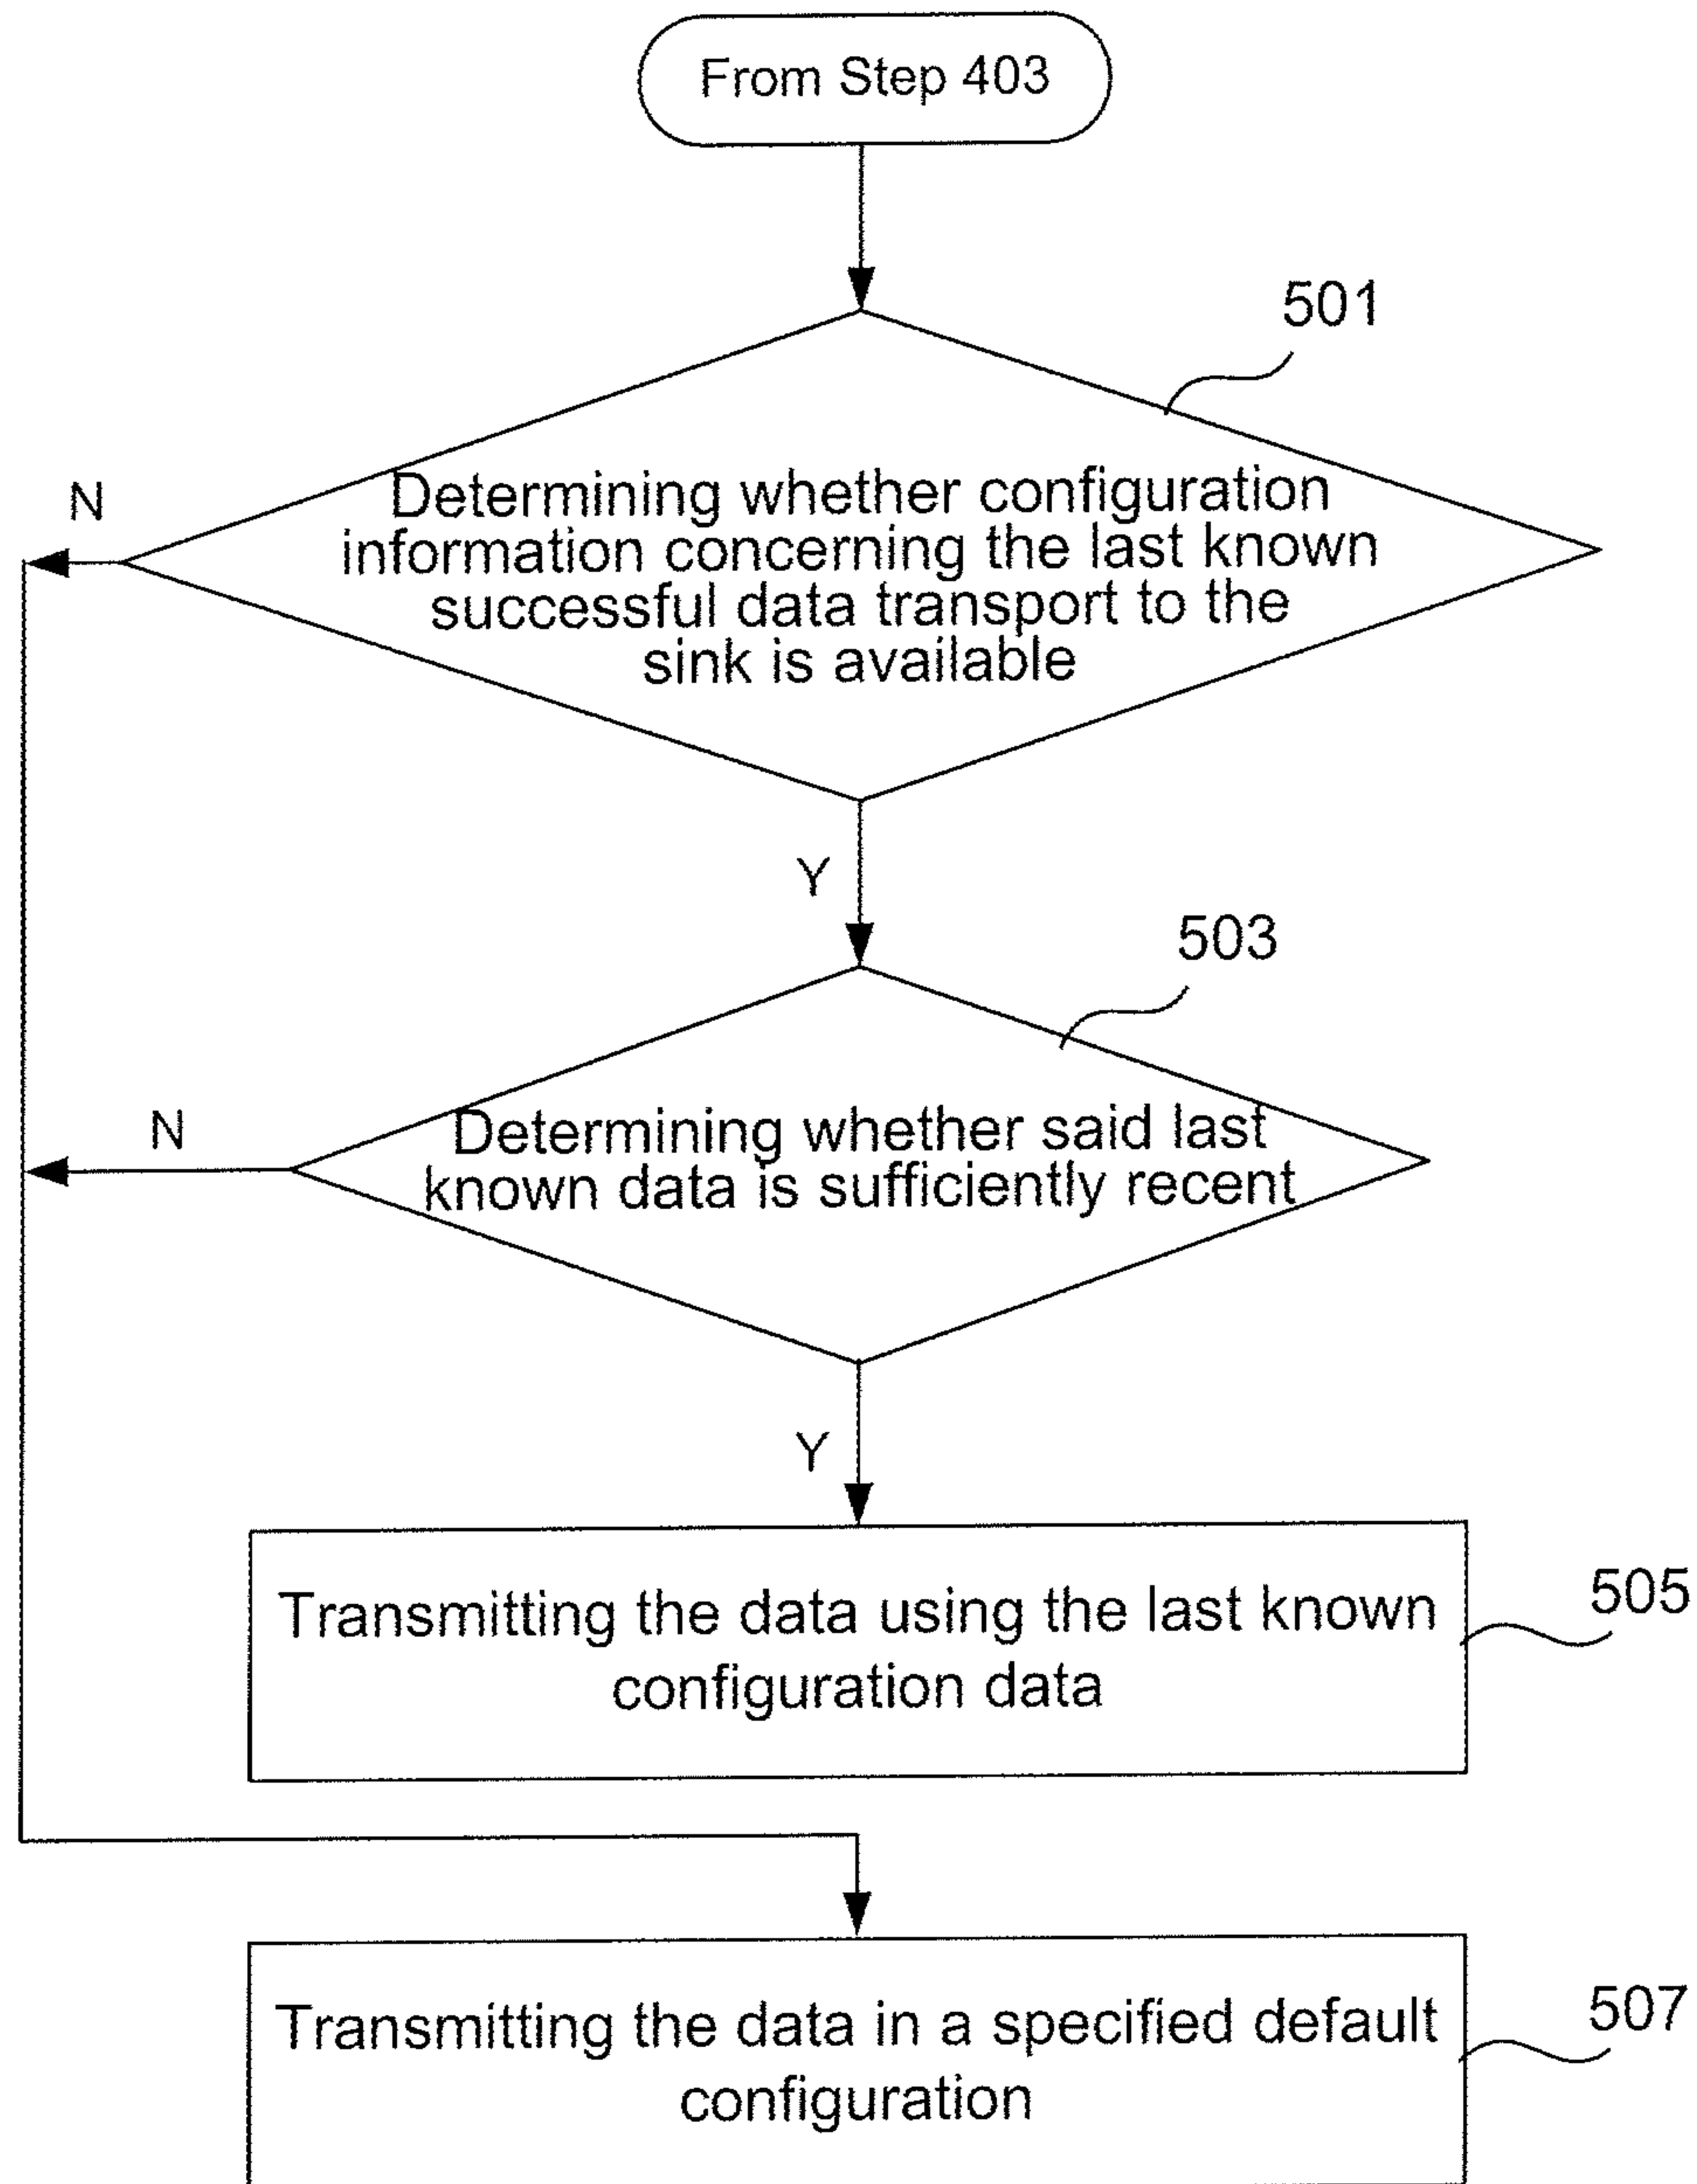 From Step 403
501
Determining whether configuration
information concerning the last known
successful data transport to the
sink is available
N
Y
503
Determining whether said last
known data is sufficiently recent
N
Y
505
Transmitting the data using the last known
configuration data
507
Transmitting the data in a specified default
configuration